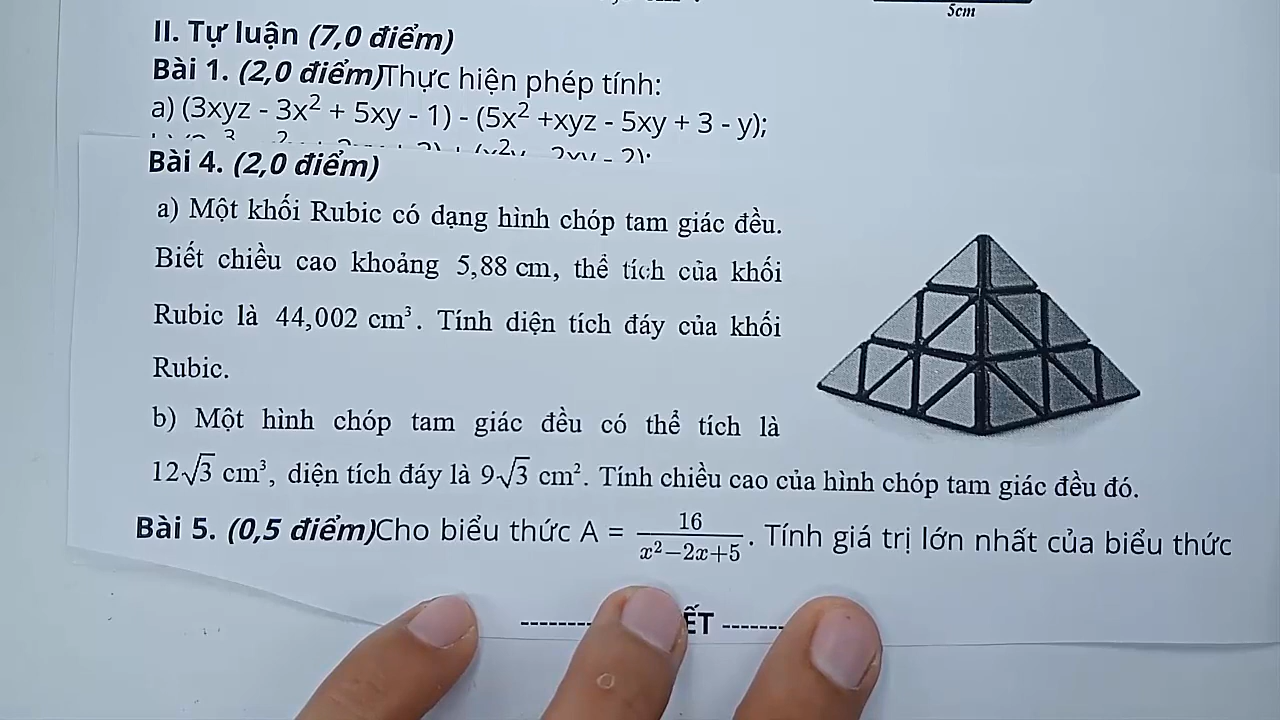 5cm
II. Tự luận (7,0 điểm)
Bài 1. (2,0 điểm)Thực hiện phép tính:
a) (3xyz - 3x² + 5xy - 1) - (5x² +xyz - 5xy + 3 - y);
Bài 4. (2,0 điểm)
a) Một khối Rubic có dạng hình chóp tam giác đều.
Biết chiều cao khoảng 5,88 cm, thể tích của khối
Rubic là 44,002 cm³. Tính diện tích đáy của khối
Rubic.
b) Một hình chóp tam giác đều có thể tích là
12√3 cm³, diện tích đáy là 9√3 cm². Tính chiều cao của hình chóp tam giác đều đó.
Bài 5. (0,5 điểm)Cho biểu thức A = 16/(x²−2x+5). Tính giá trị lớn nhất của biểu thức
-------- ẾT -------